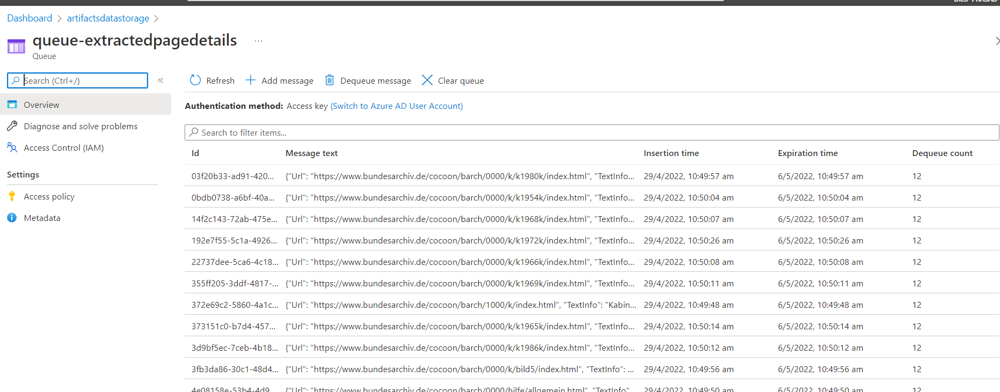 DILIP PRASAD
Dashboard > artifactsdatastorage >
queue-extractedpagedetails ...
Queue
Search (Ctrl+/) «
Refresh Add message Dequeue message Clear queue
Overview
Authentication method: Access key (Switch to Azure AD User Account)
Diagnose and solve problems
Search to filter items...
Access Control (IAM)
Id Message text Insertion time Expiration time Dequeue count
Settings
03f20b33-ad91-420... {"Url": "https://www.bundesarchiv.de/cocoon/barch/0000/k/k1980k/index.html", "TextInfo... 29/4/2022, 10:49:57 am 6/5/2022, 10:49:57 am 12
Access policy
0bdb0738-a6bf-40a... {"Url": "https://www.bundesarchiv.de/cocoon/barch/0000/k/k1954k/index.html", "TextInfo... 29/4/2022, 10:50:04 am 6/5/2022, 10:50:04 am 12
Metadata
14f2c143-72ab-475e... {"Url": "https://www.bundesarchiv.de/cocoon/barch/0000/k/k1968k/index.html", "TextInfo... 29/4/2022, 10:50:07 am 6/5/2022, 10:50:07 am 12
192e7f55-5c1a-4926... {"Url": "https://www.bundesarchiv.de/cocoon/barch/0000/k/k1972k/index.html", "TextInfo... 29/4/2022, 10:50:26 am 6/5/2022, 10:50:26 am 12
22737dee-5ca6-4c18... {"Url": "https://www.bundesarchiv.de/cocoon/barch/0000/k/k1966k/index.html", "TextInfo... 29/4/2022, 10:50:08 am 6/5/2022, 10:50:08 am 12
355ff205-3ddf-4817-... {"Url": "https://www.bundesarchiv.de/cocoon/barch/0000/k/k1969k/index.html", "TextInfo... 29/4/2022, 10:50:11 am 6/5/2022, 10:50:11 am 12
372e69c2-5860-4a1c... {"Url": "https://www.bundesarchiv.de/cocoon/barch/1000/k/index.html", "TextInfo": "Kabin... 29/4/2022, 10:49:48 am 6/5/2022, 10:49:48 am 12
373151c0-b7d4-457... {"Url": "https://www.bundesarchiv.de/cocoon/barch/0000/k/k1965k/index.html", "TextInfo... 29/4/2022, 10:50:14 am 6/5/2022, 10:50:14 am 12
3d9bf5ec-7ceb-4b18... {"Url": "https://www.bundesarchiv.de/cocoon/barch/0000/k/k1986k/index.html", "TextInfo... 29/4/2022, 10:50:12 am 6/5/2022, 10:50:12 am 12
3fb3da86-30c1-48d4... {"Url": "https://www.bundesarchiv.de/cocoon/barch/0000/k/bild5/index.html", "TextInfo": ... 29/4/2022, 10:49:56 am 6/5/2022, 10:49:56 am 12
4e08158e-53b4-4d9 {"Url": "https://www.bundesarchiv.de/cocoon/barch/0000/hilfe/allgemein.html", "TextInfo" 29/4/2022, 10:49:50 am 6/5/2022, 10:49:50 am 12